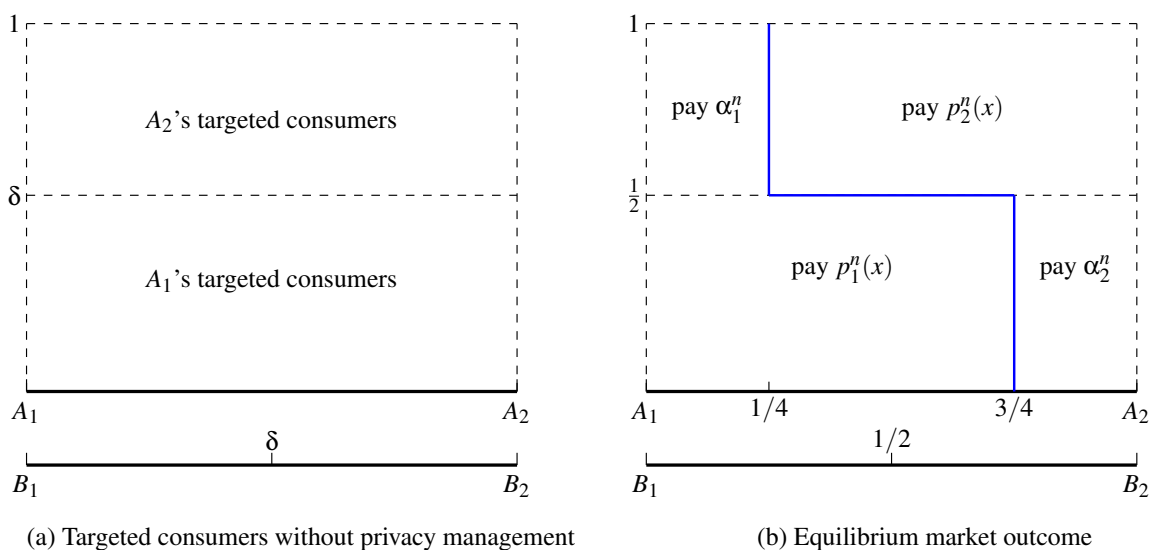 1
A₂'s targeted consumers
δ
A₁'s targeted consumers
A₁ A₂
δ
B₁ B₂
(a) Targeted consumers without privacy management
1
pay α₁ⁿ pay p₂ⁿ(x)
1/2
pay p₁ⁿ(x) pay α₂ⁿ
A₁ 1/4 3/4 A₂
1/2
B₁ B₂
(b) Equilibrium market outcome